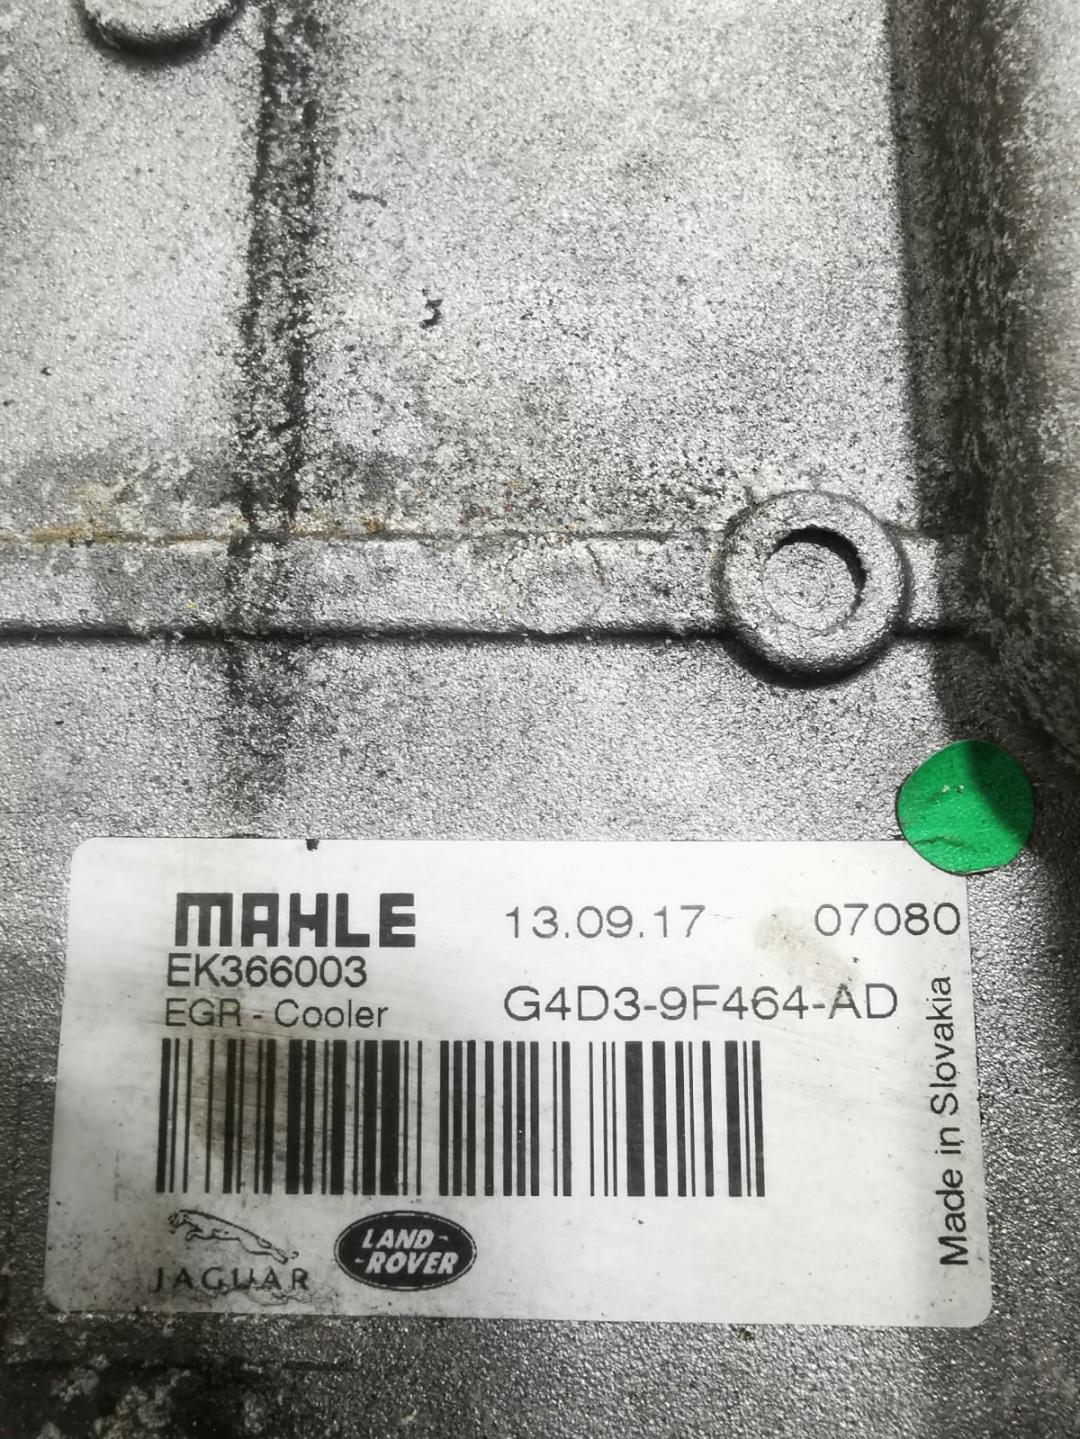 MAHLE 13.09.17 07080
EK366003
EGR - Cooler G4D3-9F464-AD
Made in Slovakia
JAGUAR
LAND-
-ROVER